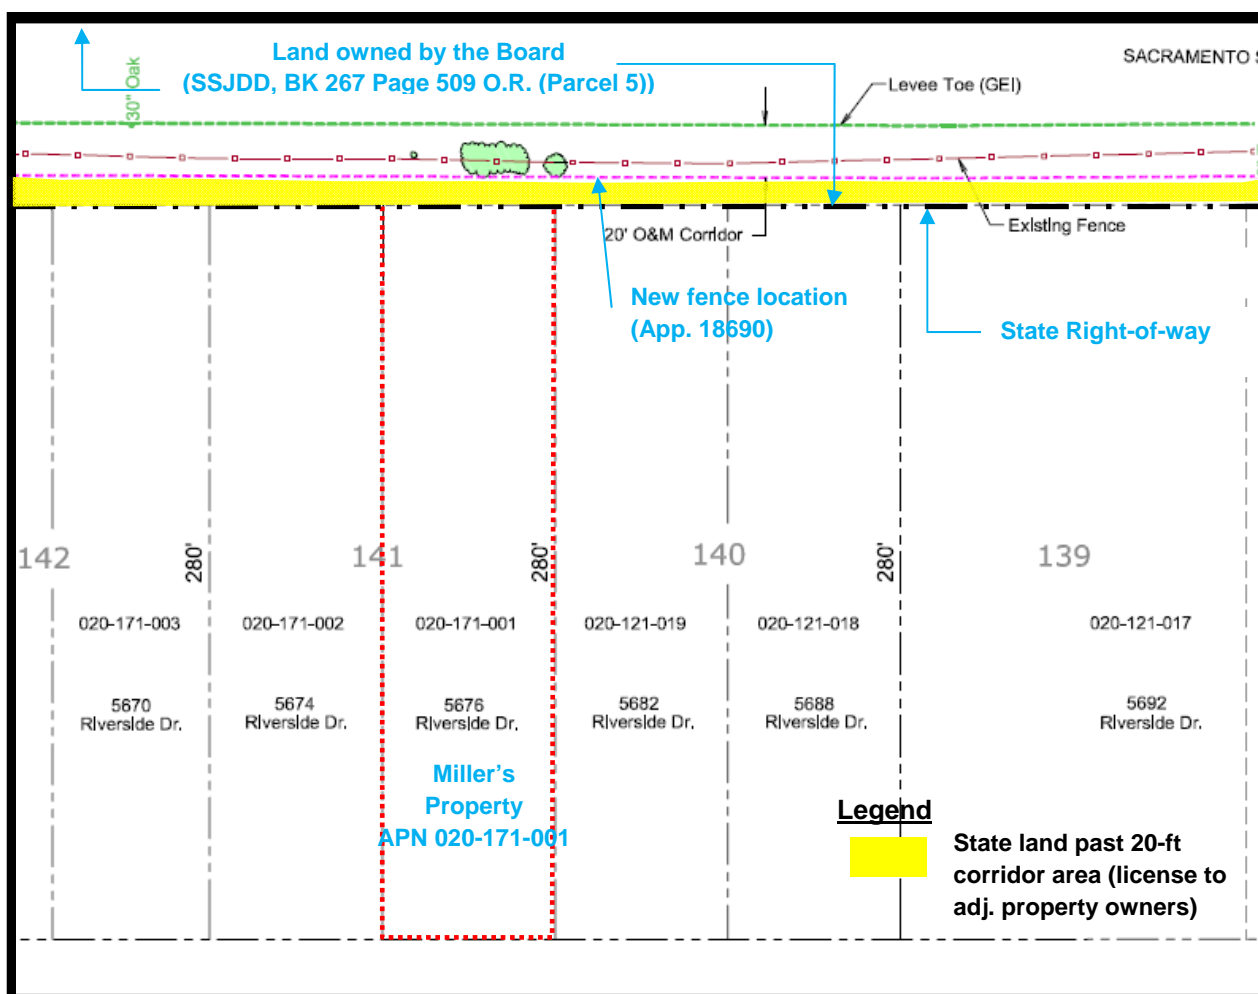 Land owned by the Board
(SSJDD, BK 267 Page 509 O.R. (Parcel 5))
SACRAMENTO S
30" Oak
Levee Toe (GEI)
20' O&M Corridor
Existing Fence
New fence location
(App. 18690)
State Right-of-way
142
280'
141
280'
140
280'
139
020-171-003
020-171-002
020-171-001
020-121-019
020-121-018
020-121-017
5670
Riverside Dr.
5674
Riverside Dr.
5676
Riverside Dr.
5682
Riverside Dr.
5688
Riverside Dr.
5692
Riverside Dr.
Miller’s
Property
APN 020-171-001
Legend
State land past 20-ft
corridor area (license to
adj. property owners)